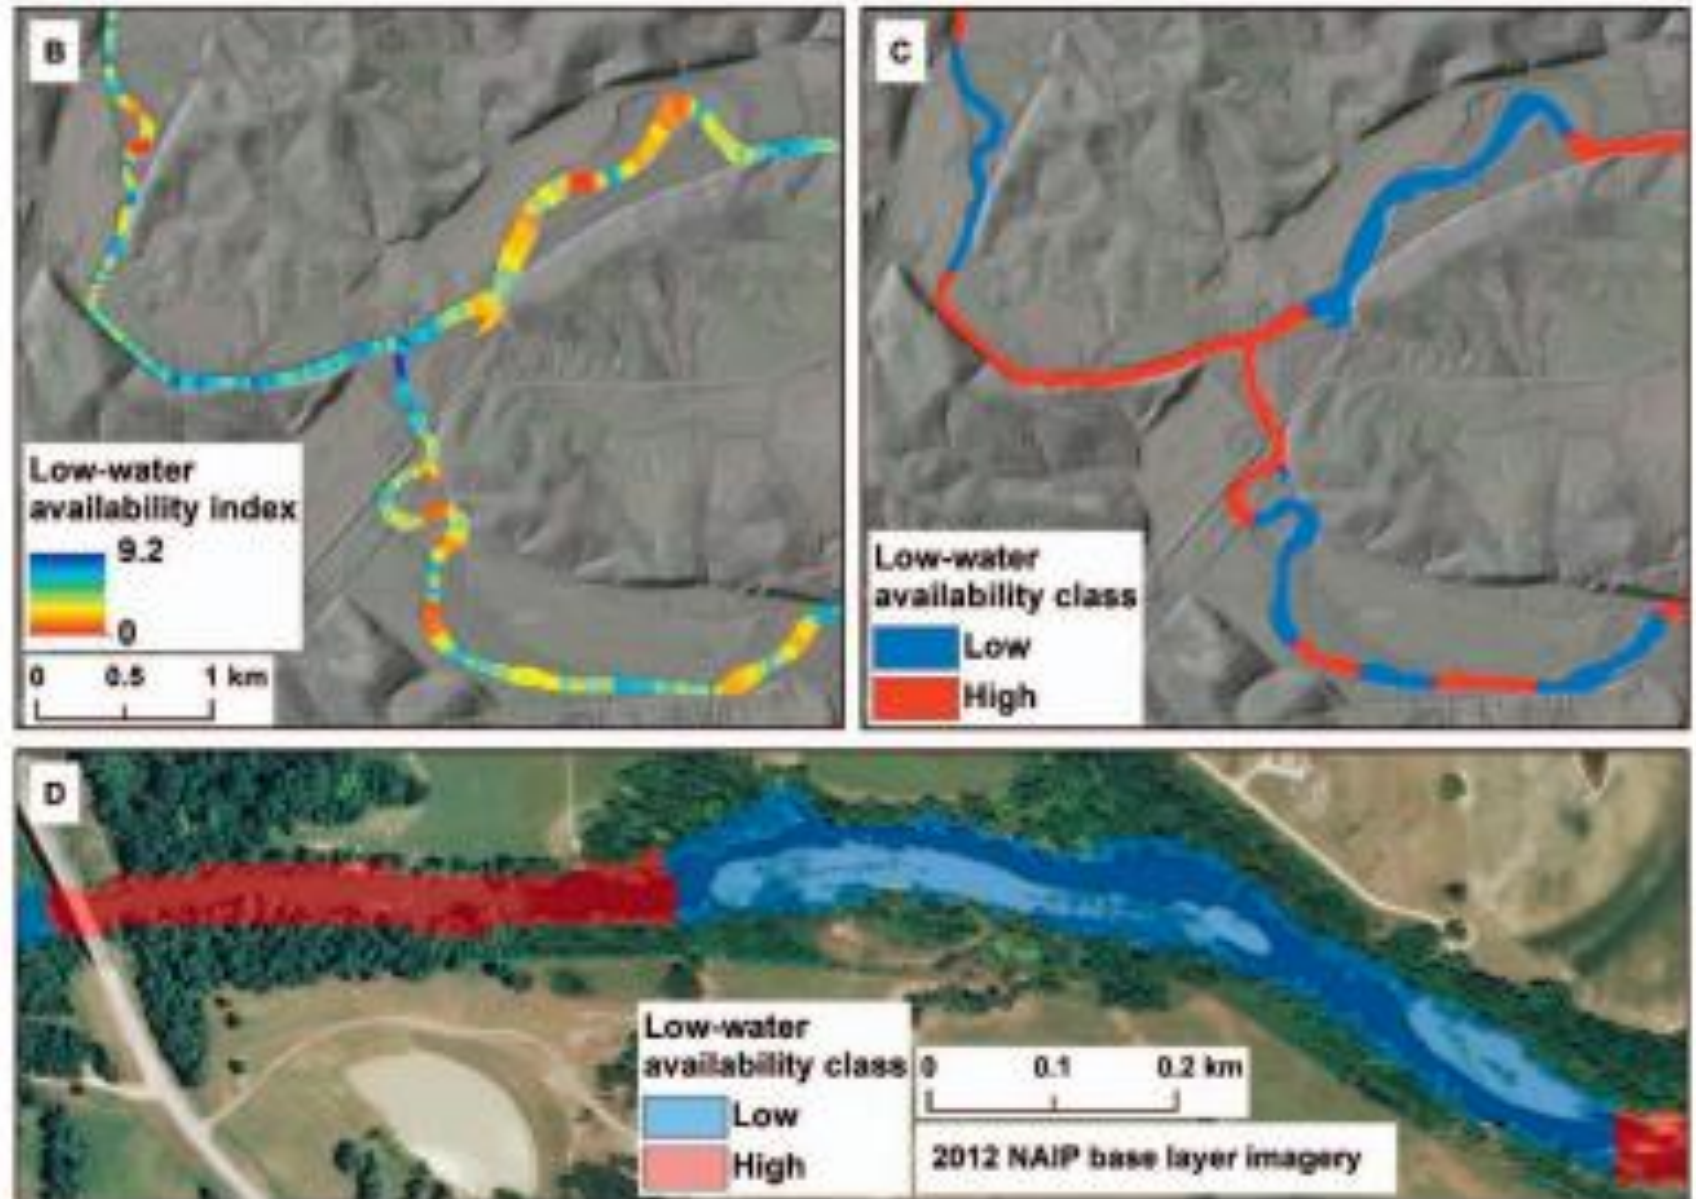 B
Low-water
availability index
9.2
0
0 0.5 1 km
C
Low-water
availability class
Low
High
D
Low-water
availability class
Low
High
0 0.1 0.2 km
2012 NAIP base layer imagery